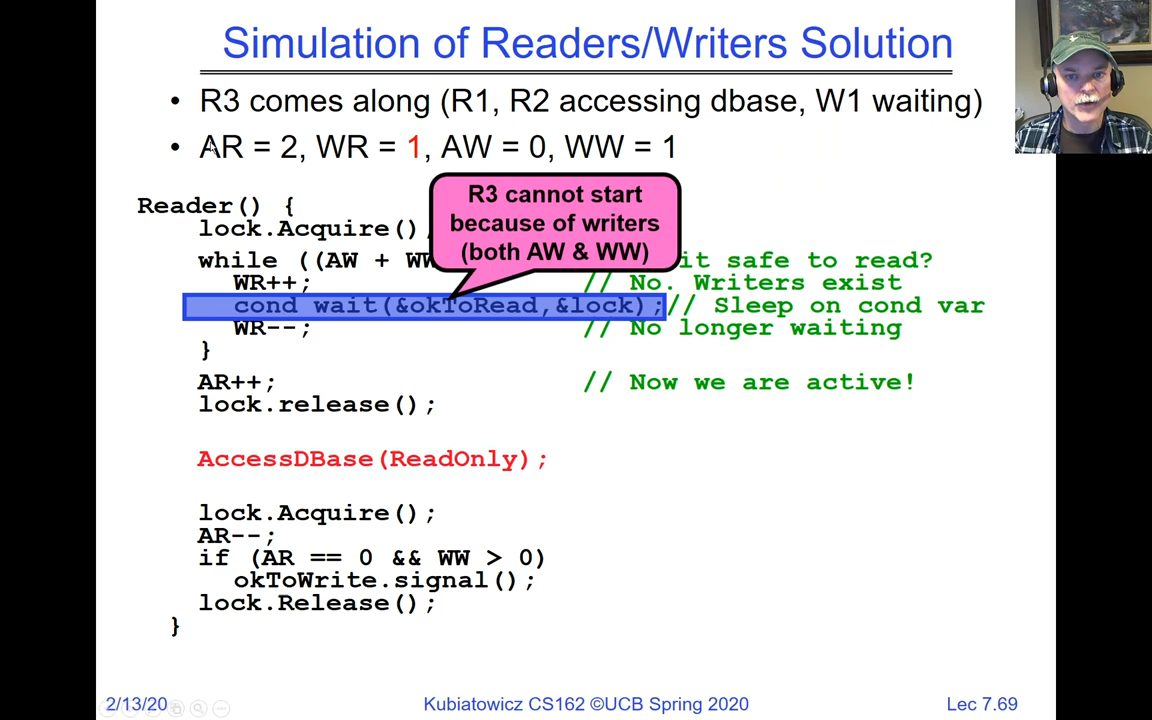 Simulation of Readers/Writers Solution
• R3 comes along (R1, R2 accessing dbase, W1 waiting)
• AR = 2, WR = 1, AW = 0, WW = 1
R3 cannot start
because of writers
(both AW & WW)
Reader() {
lock.Acquire()
while ((AW + WW it safe to read?
WR++; // No. Writers exist
cond wait(&okToRead,&lock);// Sleep on cond var
WR--; // No longer waiting
}
AR++; // Now we are active!
lock.release();
AccessDBase(ReadOnly);
lock.Acquire();
AR--;
if (AR == 0 && WW > 0)
okToWrite.signal();
lock.Release();
}
2/13/20 Kubiatowicz CS162 ©UCB Spring 2020 Lec 7.69